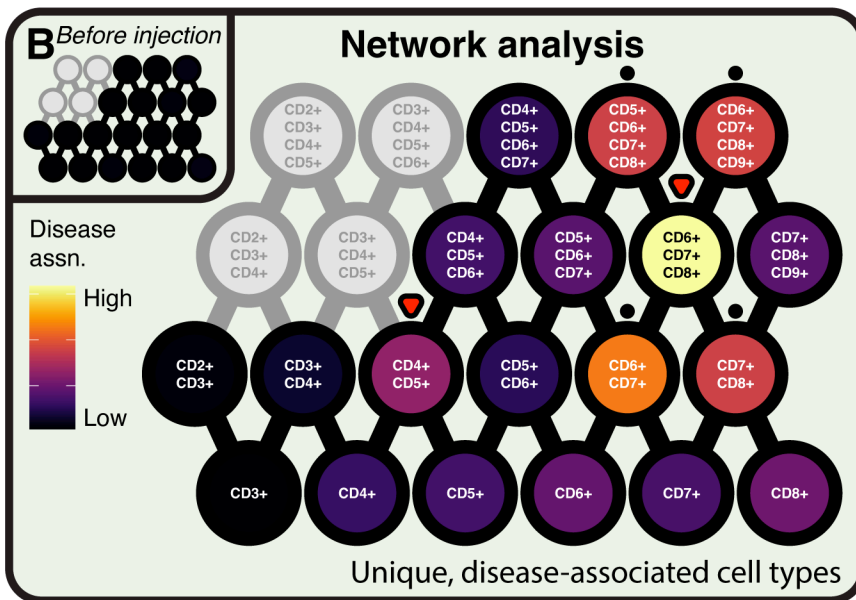 B Before injection
Network analysis
CD2+
CD3+
CD4+
CD5+
CD3+
CD4+
CD5+
CD6+
CD4+
CD5+
CD6+
CD7+
CD5+
CD6+
CD7+
CD8+
CD6+
CD7+
CD8+
CD9+
Disease
assn.
High
Low
CD2+
CD3+
CD4+
CD3+
CD4+
CD5+
CD4+
CD5+
CD6+
CD5+
CD6+
CD7+
CD6+
CD7+
CD8+
CD7+
CD8+
CD9+
CD2+
CD3+
CD3+
CD4+
CD4+
CD5+
CD5+
CD6+
CD6+
CD7+
CD7+
CD8+
CD3+
CD4+
CD5+
CD6+
CD7+
CD8+
Unique, disease-associated cell types